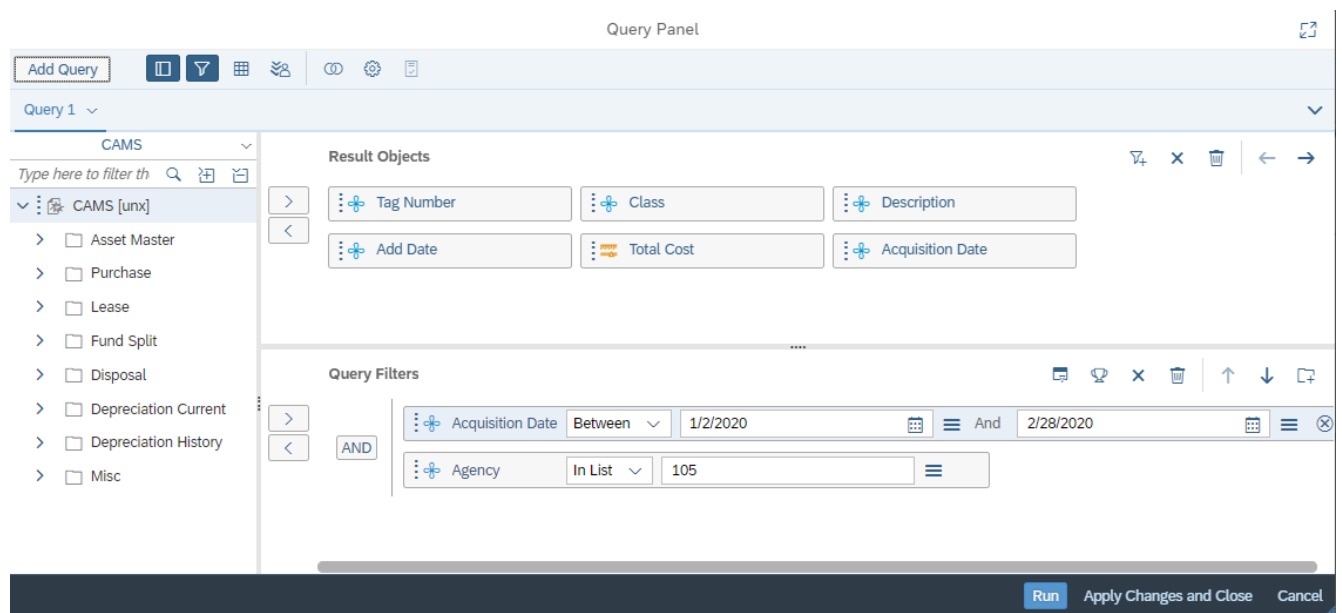 Query Panel
Add Query
Query 1
CAMS
Type here to filter th
CAMS [unx]
Asset Master
Purchase
Lease
Fund Split
Disposal
Depreciation Current
Depreciation History
Misc
Result Objects
Tag Number Class Description
Add Date Total Cost Acquisition Date
Query Filters
AND
Acquisition Date Between 1/2/2020 And 2/28/2020
Agency In List 105
Run Apply Changes and Close Cancel